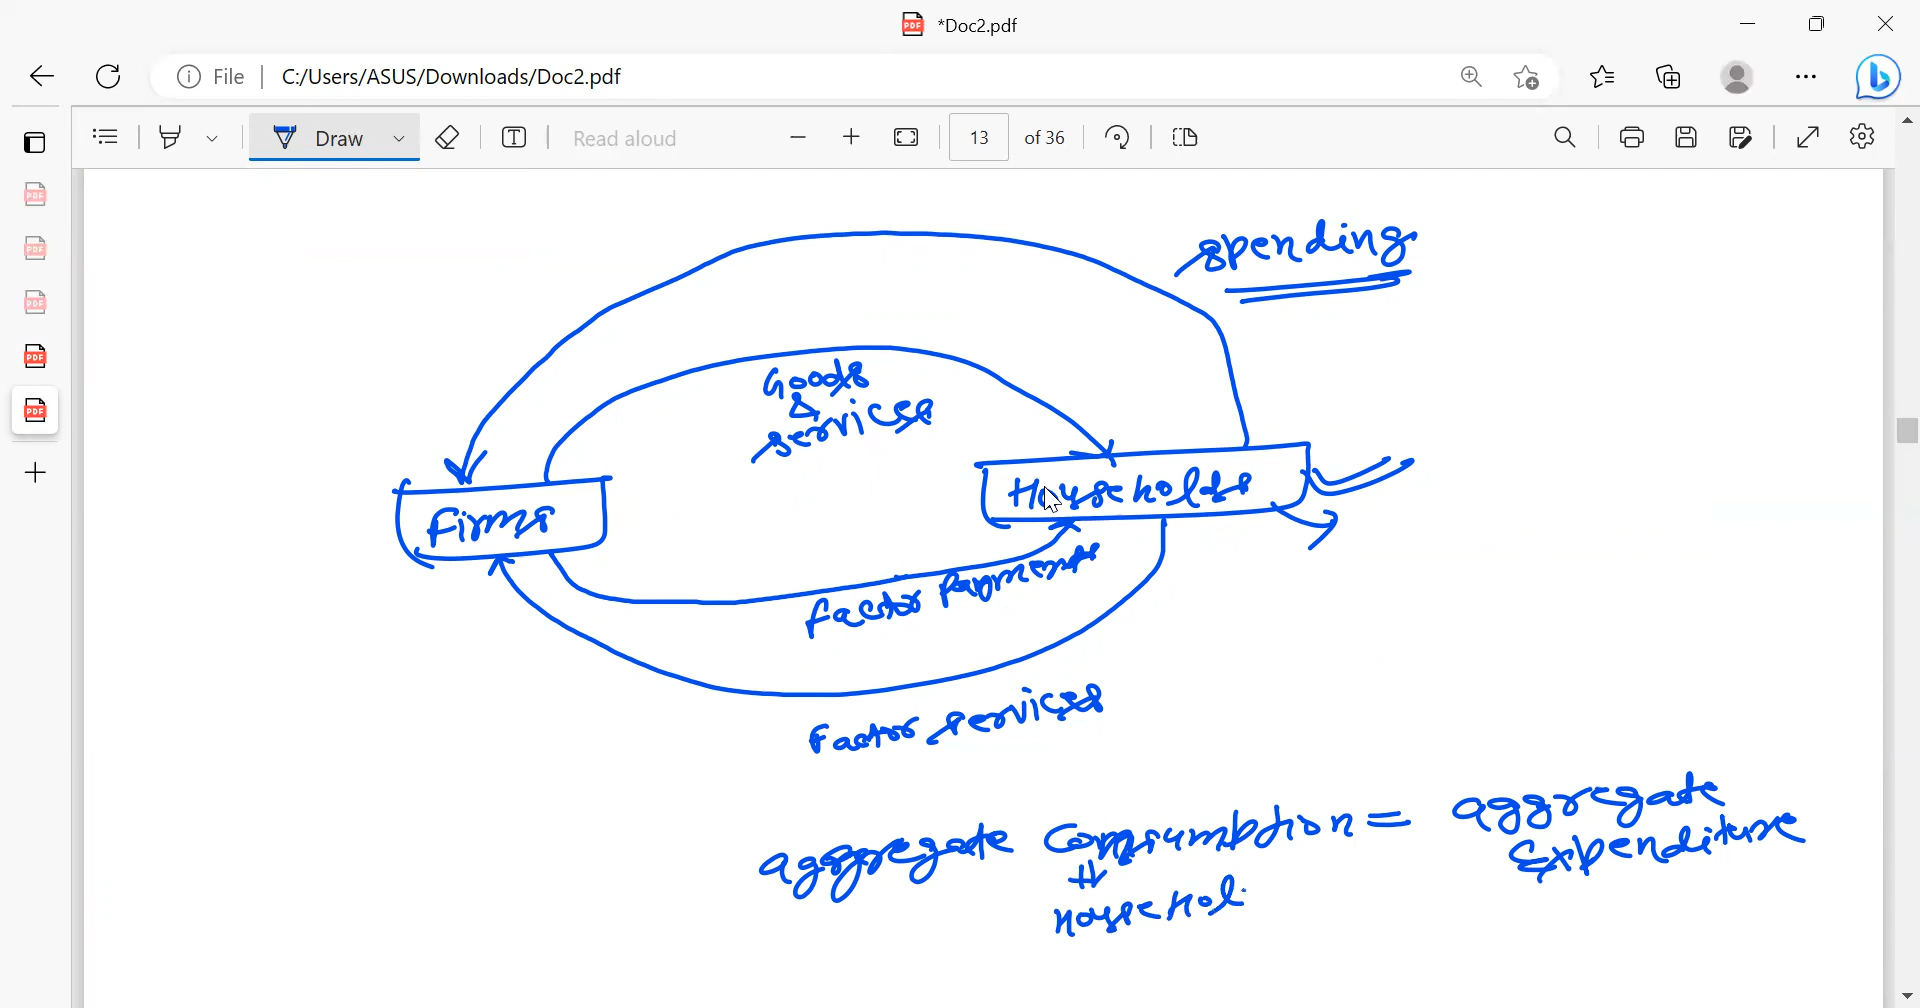 *Doc2.pdf
File
C:/Users/ASUS/Downloads/Doc2.pdf
Draw
Read aloud
13 of 36
spending
Goods
&
services
Households
Firms
Factor Payments
Factor services
aggregate Consumption = aggregate
Expenditure
Househol